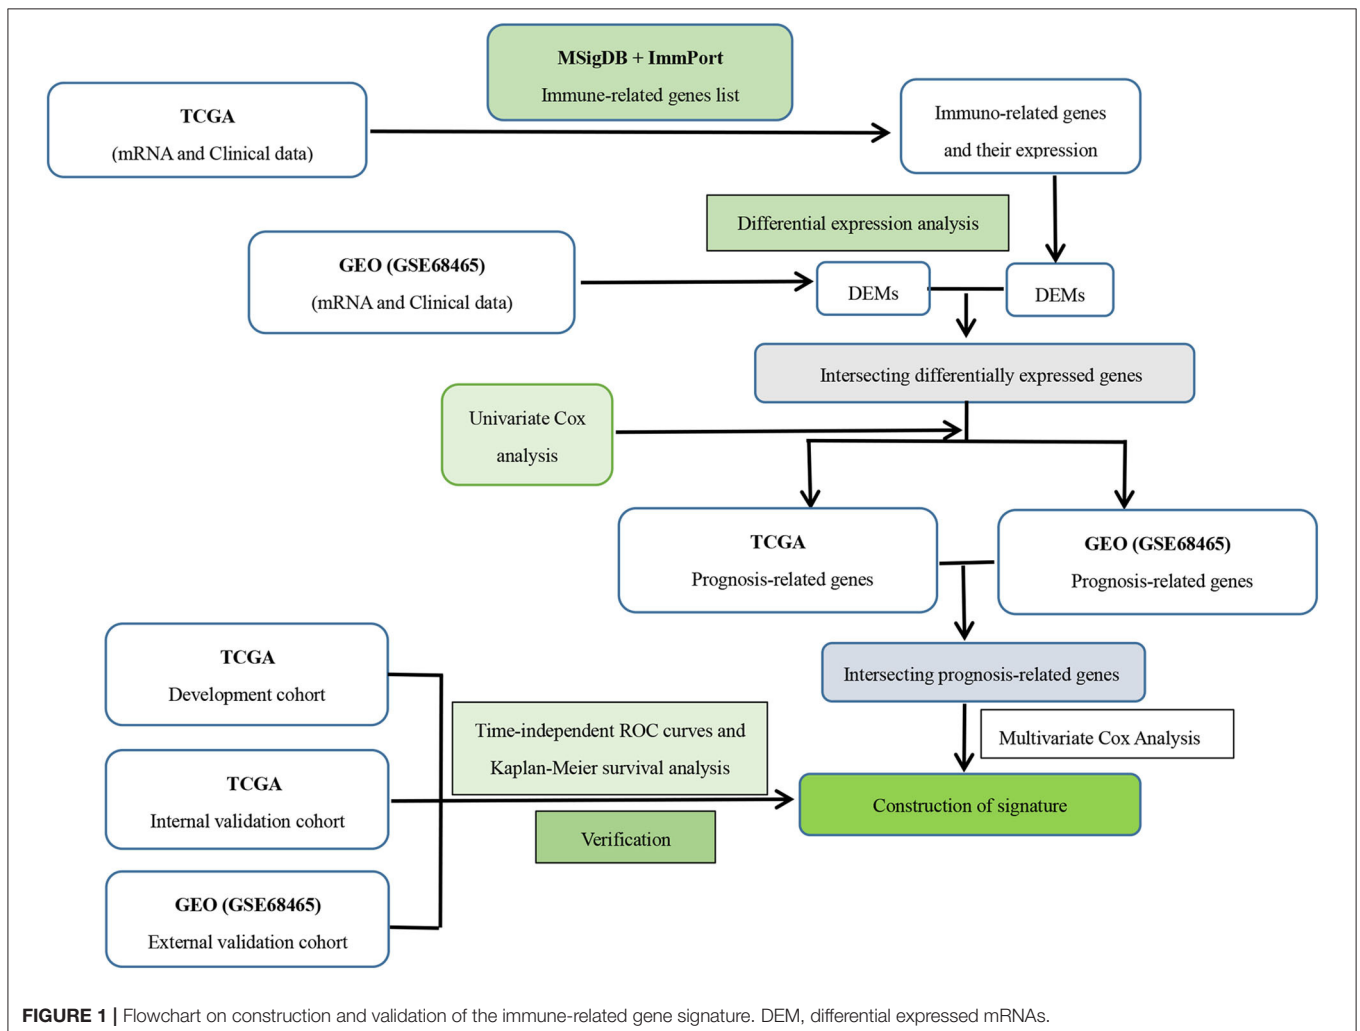 MSigDB + ImmPort
Immune-related genes list
TCGA
(mRNA and Clinical data)
Immuno-related genes
and their expression
Differential expression analysis
GEO (GSE68465)
(mRNA and Clinical data)
DEMs
DEMs
Intersecting differentially expressed genes
Univariate Cox
analysis
TCGA
Prognosis-related genes
GEO (GSE68465)
Prognosis-related genes
TCGA
Development cohort
Intersecting prognosis-related genes
Time-independent ROC curves and
Kaplan-Meier survival analysis
Multivariate Cox Analysis
TCGA
Internal validation cohort
Construction of signature
Verification
GEO (GSE68465)
External validation cohort
FIGURE 1 | Flowchart on construction and validation of the immune-related gene signature. DEM, differential expressed mRNAs.